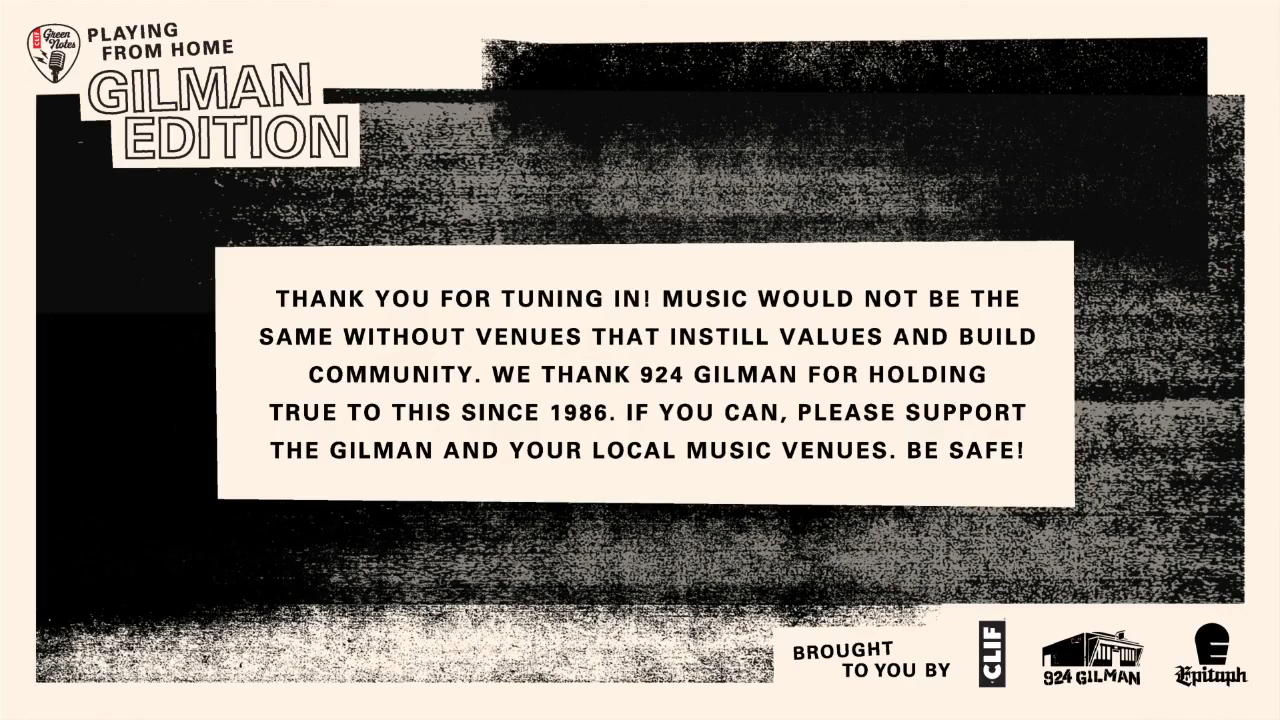 CLIF
Green
Notes
PLAYING
FROM HOME
GILMAN
EDITION
THANK YOU FOR TUNING IN! MUSIC WOULD NOT BE THE
SAME WITHOUT VENUES THAT INSTILL VALUES AND BUILD
COMMUNITY. WE THANK 924 GILMAN FOR HOLDING
TRUE TO THIS SINCE 1986. IF YOU CAN, PLEASE SUPPORT
THE GILMAN AND YOUR LOCAL MUSIC VENUES. BE SAFE!
BROUGHT
TO YOU BY
CLIF
924 GILMAN
Epitaph